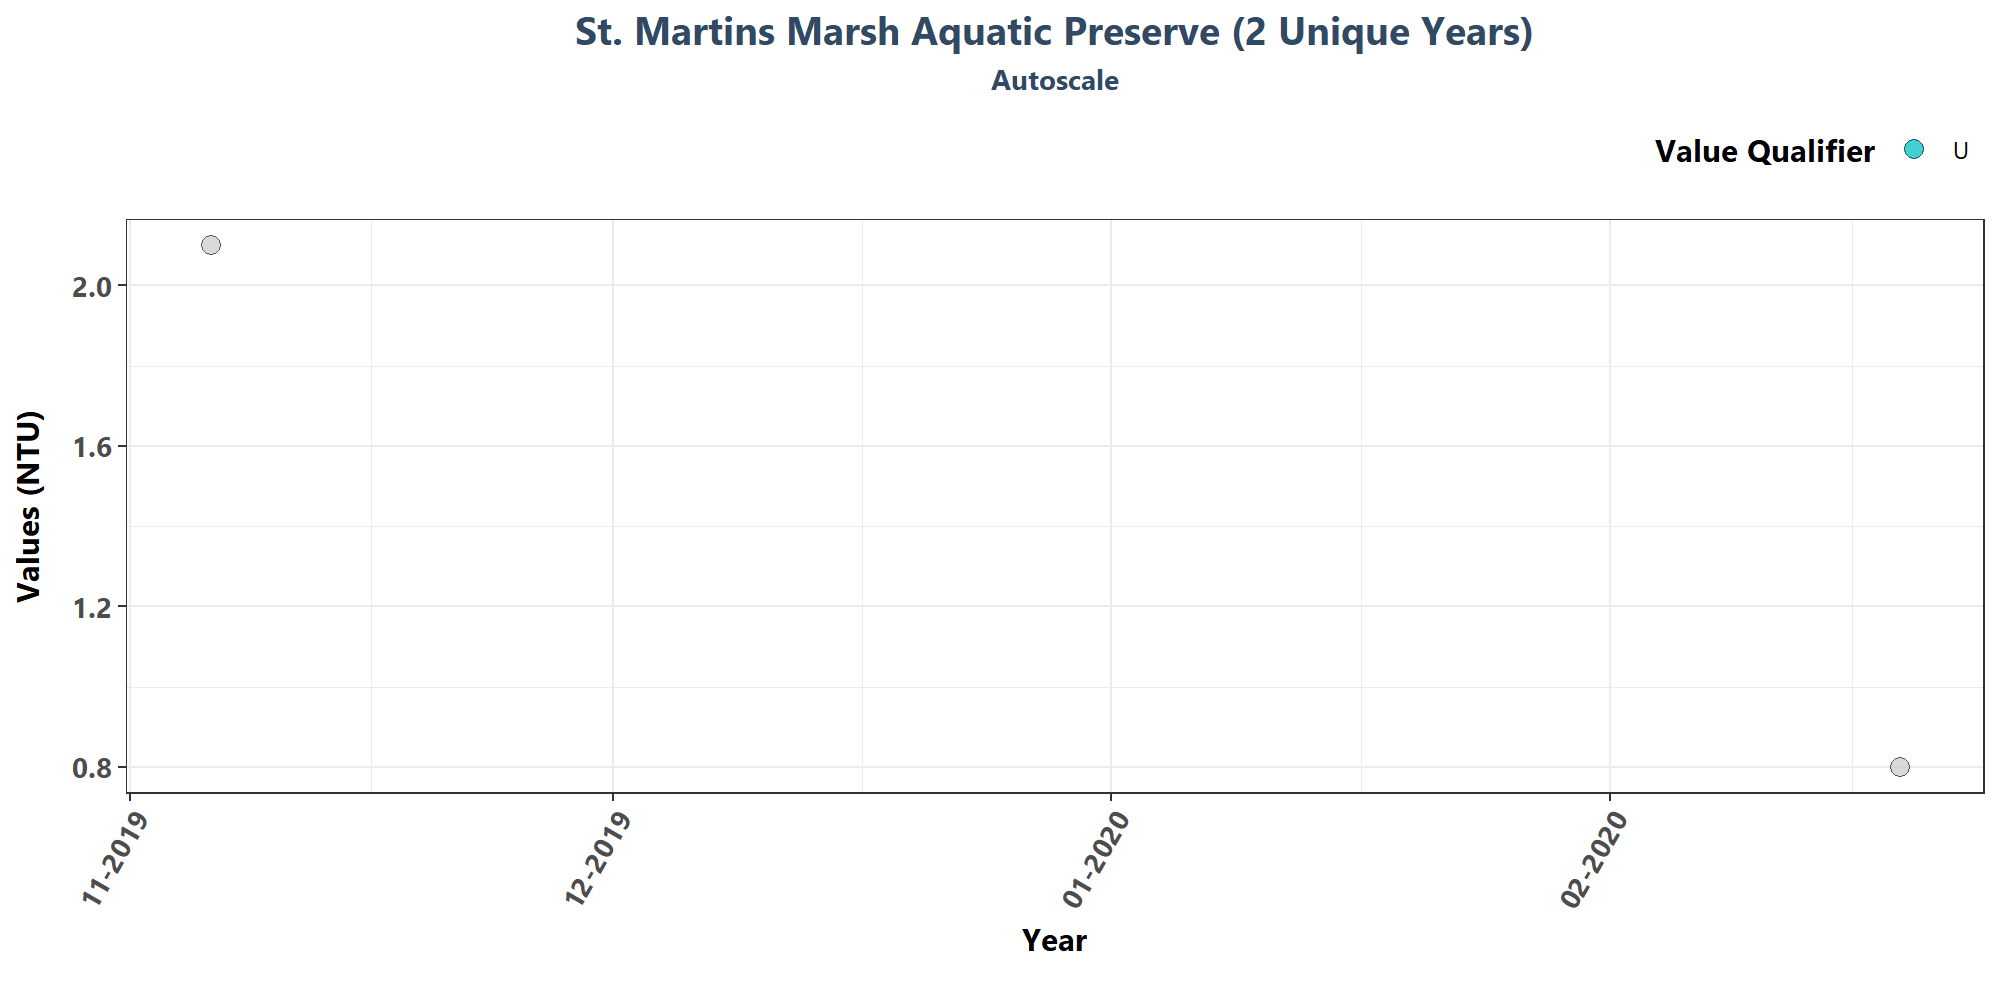 St. Martins Marsh Aquatic Preserve (2 Unique Years)
Autoscale
Value Qualifier U
Values (NTU)
2.0
1.6
1.2
0.8
11-2019 12-2019 01-2020 02-2020
Year